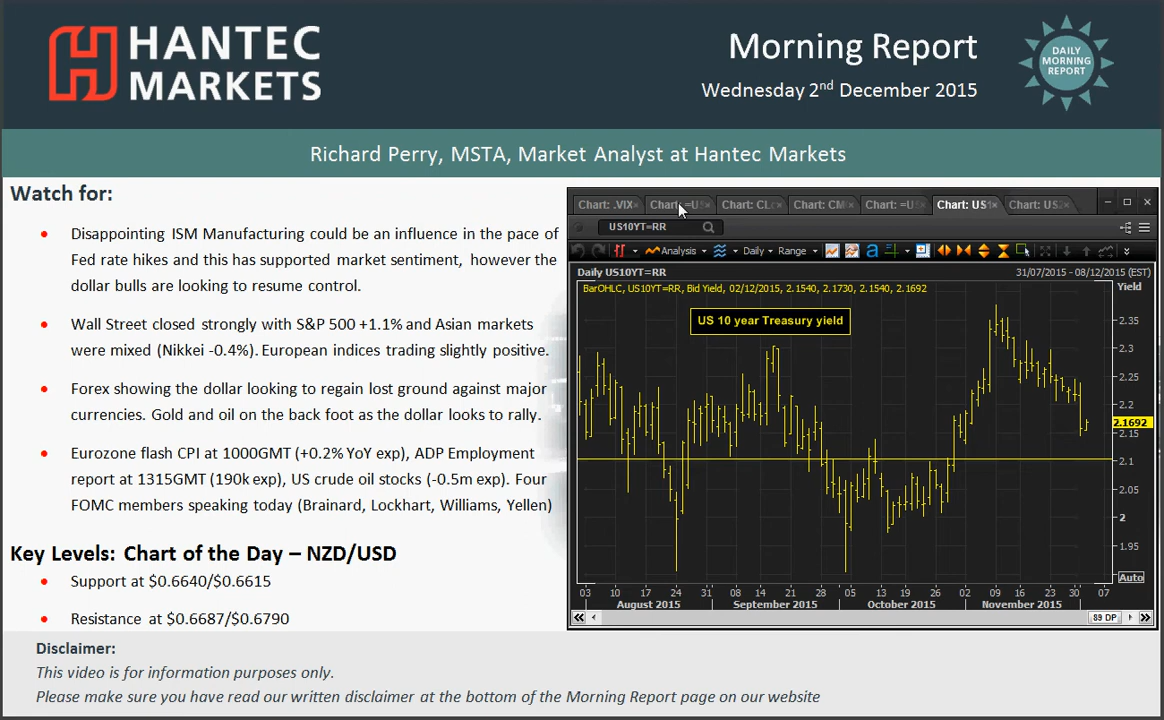 HANTEC
MARKETS
Morning Report
Wednesday 2nd December 2015
DAILY
MORNING
REPORT
Richard Perry, MSTA, Market Analyst at Hantec Markets
Watch for:
Disappointing ISM Manufacturing could be an influence in the pace of
Fed rate hikes and this has supported market sentiment, however the
dollar bulls are looking to resume control.
Wall Street closed strongly with S&P 500 +1.1% and Asian markets
were mixed (Nikkei -0.4%). European indices trading slightly positive.
Forex showing the dollar looking to regain lost ground against major
currencies. Gold and oil on the back foot as the dollar looks to rally.
Eurozone flash CPI at 1000GMT (+0.2% YoY exp), ADP Employment
report at 1315GMT (190k exp), US crude oil stocks (-0.5m exp). Four
FOMC members speaking today (Brainard, Lockhart, Williams, Yellen)
Key Levels: Chart of the Day – NZD/USD
Support at $0.6640/$0.6615
Resistance at $0.6687/$0.6790
Chart: .VIX Chart: =US Chart: CL Chart: CM Chart: =U Chart: US1 Chart: US
US10YT=RR
Analysis Daily Range
Daily US10YT=RR
31/07/2015 - 08/12/2015 (EST)
BarOHLC, US10YT=RR, Bid Yield, 02/12/2015, 2.1540, 2.1730, 2.1540, 2.1692
Yield
US 10 year Treasury yield
2.35
2.3
2.25
2.2
2.1692
2.15
2.1
2.05
2
1.95
Auto
03 10 17 24 31 08 14 21 28 05 13 19 26 02 09 16 23 30 07
August 2015 September 2015 October 2015 November 2015
89 DP
Disclaimer:
This video is for information purposes only.
Please make sure you have read our written disclaimer at the bottom of the Morning Report page on our website